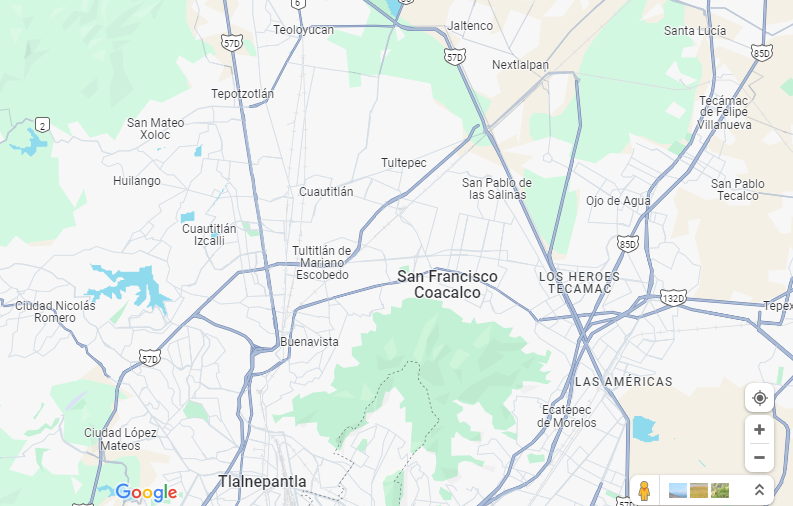 6
Jaltenco
Teoloyucan
Santa Lucía
57D
57D
85D
Nextlalpan
Tepotzotlán
Tecámac
de Felipe
Villanueva
2
San Mateo
Xoloc
Tultepec
Huilango
Cuautitlán
San Pablo de
las Salinas
San Pablo
Tecalco
Ojo de Agua
Cuautitlán
Izcalli
85D
Tultitlán de
Mariano
Escobedo
San Francisco
Coacalco
LOS HEROES
TECAMAC
132D
Ciudad Nicolás
Romero
Tepex
Buenavista
57D
LAS AMÉRICAS
Ecatepec
de Morelos
Ciudad López
Mateos
Tlalnepantla
Google
57D